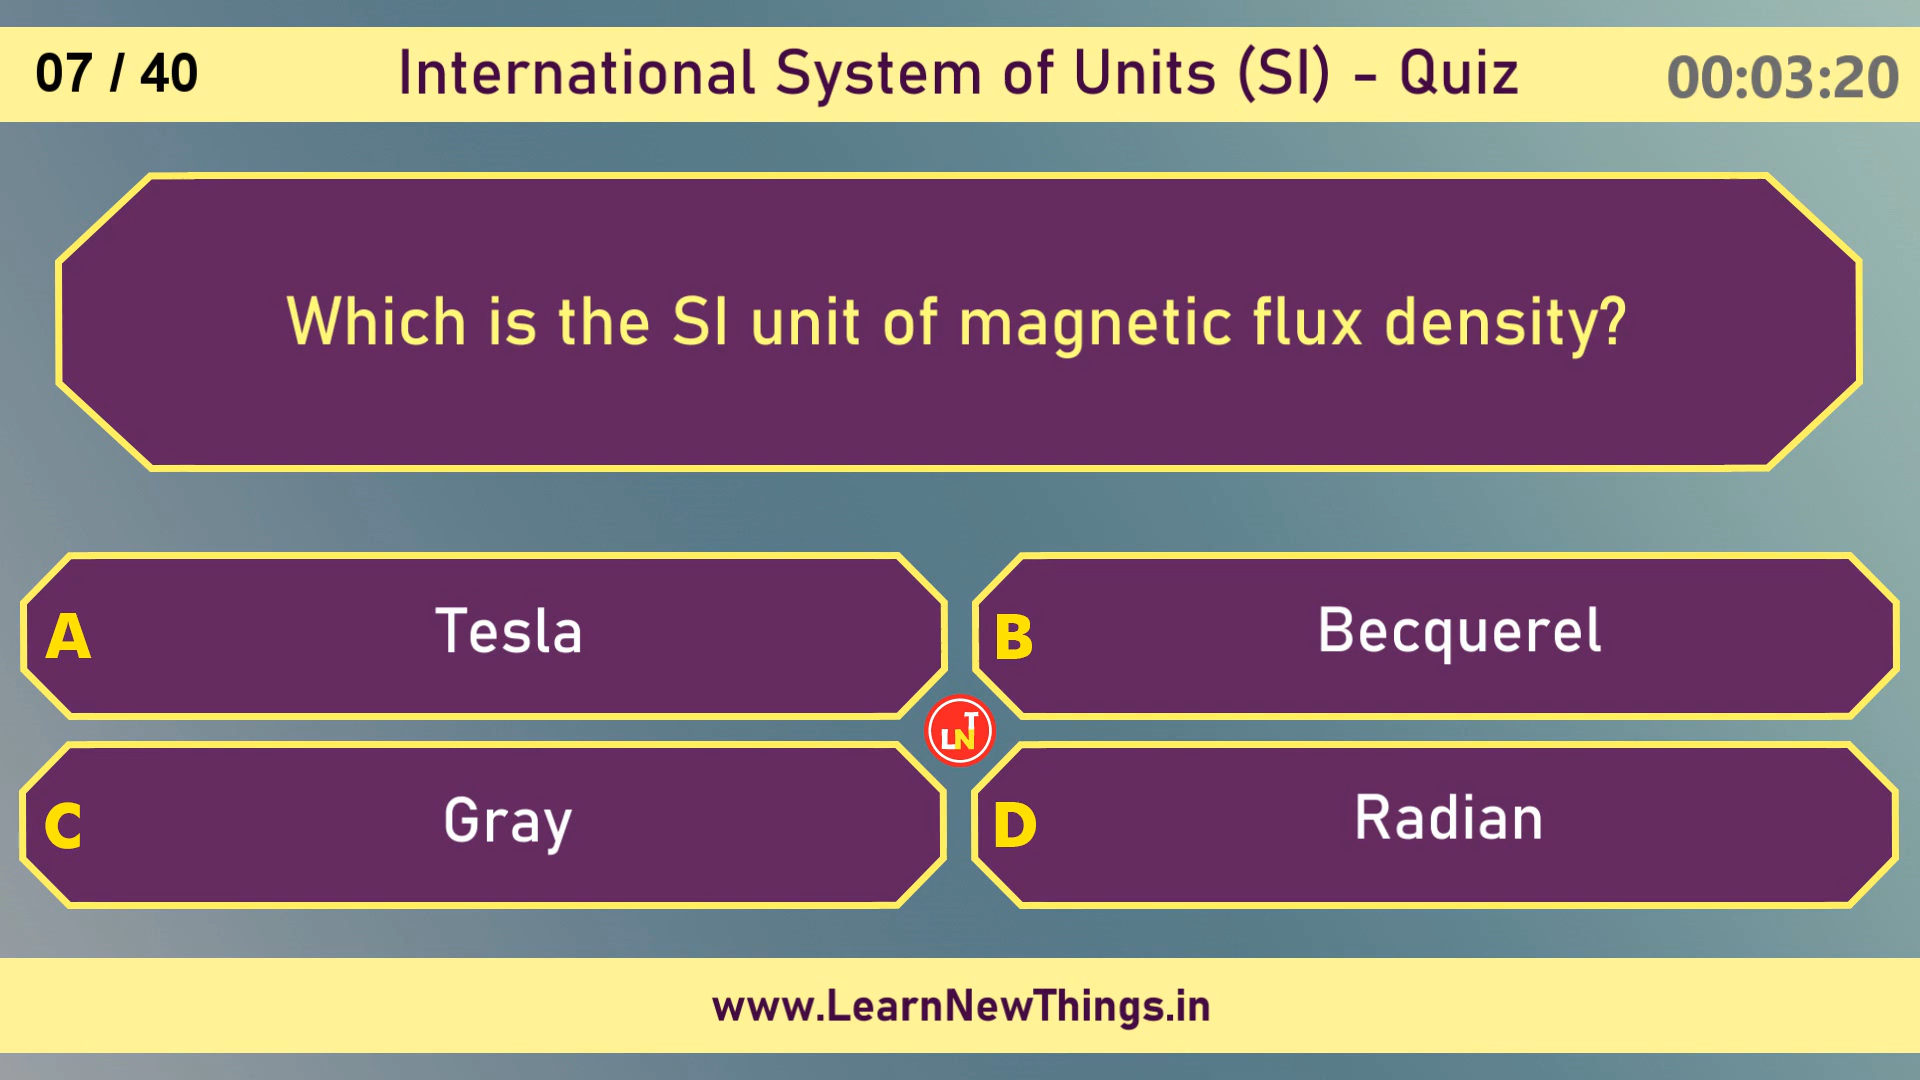 07 / 40
International System of Units (SI) - Quiz
00:03:20
Which is the SI unit of magnetic flux density?
A Tesla
B Becquerel
LNT
C Gray
D Radian
www.LearnNewThings.in